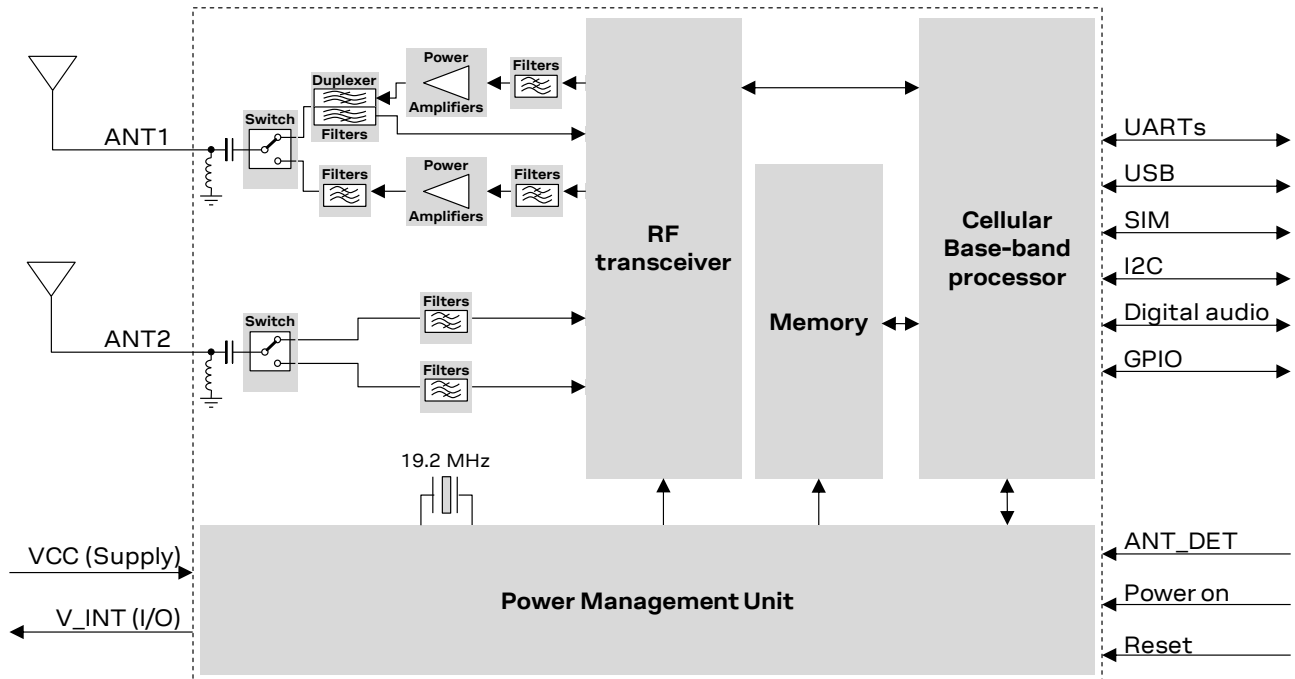 Power
Amplifiers
Filters
Duplexer
Filters
Switch
ANT1
Filters
Power
Amplifiers
Filters
RF
transceiver
Memory
Cellular
Base-band
processor
UARTs
USB
SIM
I2C
Digital audio
GPIO
ANT2
Switch
Filters
Filters
19.2 MHz
VCC (Supply)
V_INT (I/O)
Power Management Unit
ANT_DET
Power on
Reset